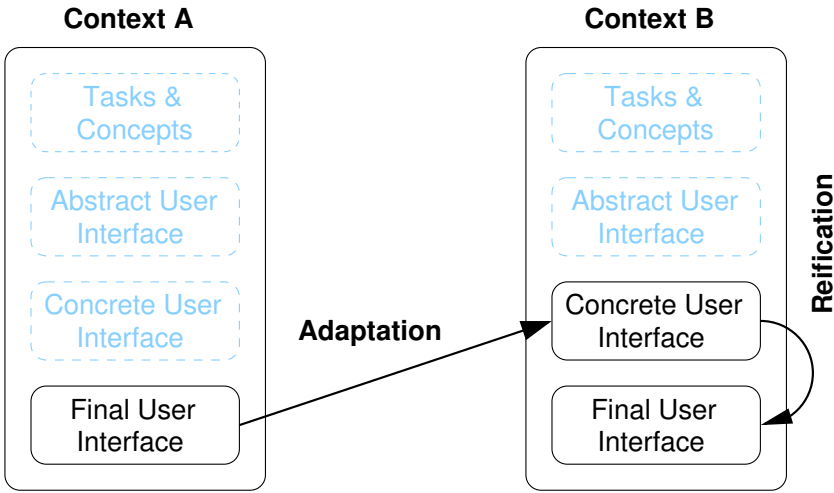 Context A
Tasks &
Concepts
Abstract User
Interface
Concrete User
Interface
Final User
Interface
Adaptation
Context B
Tasks &
Concepts
Abstract User
Interface
Concrete User
Interface
Final User
Interface
Reification